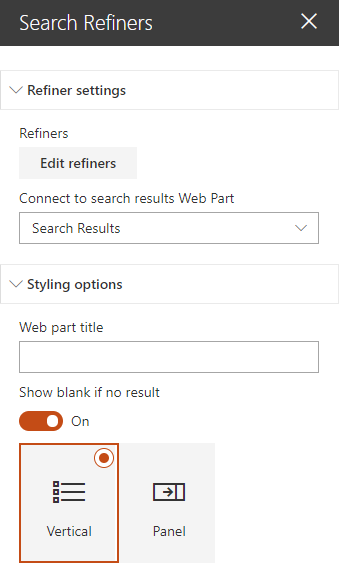 Search Refiners
Refiner settings
Refiners
Edit refiners
Connect to search results Web Part
Search Results
Styling options
Web part title
Show blank if no result
On
Vertical
Panel